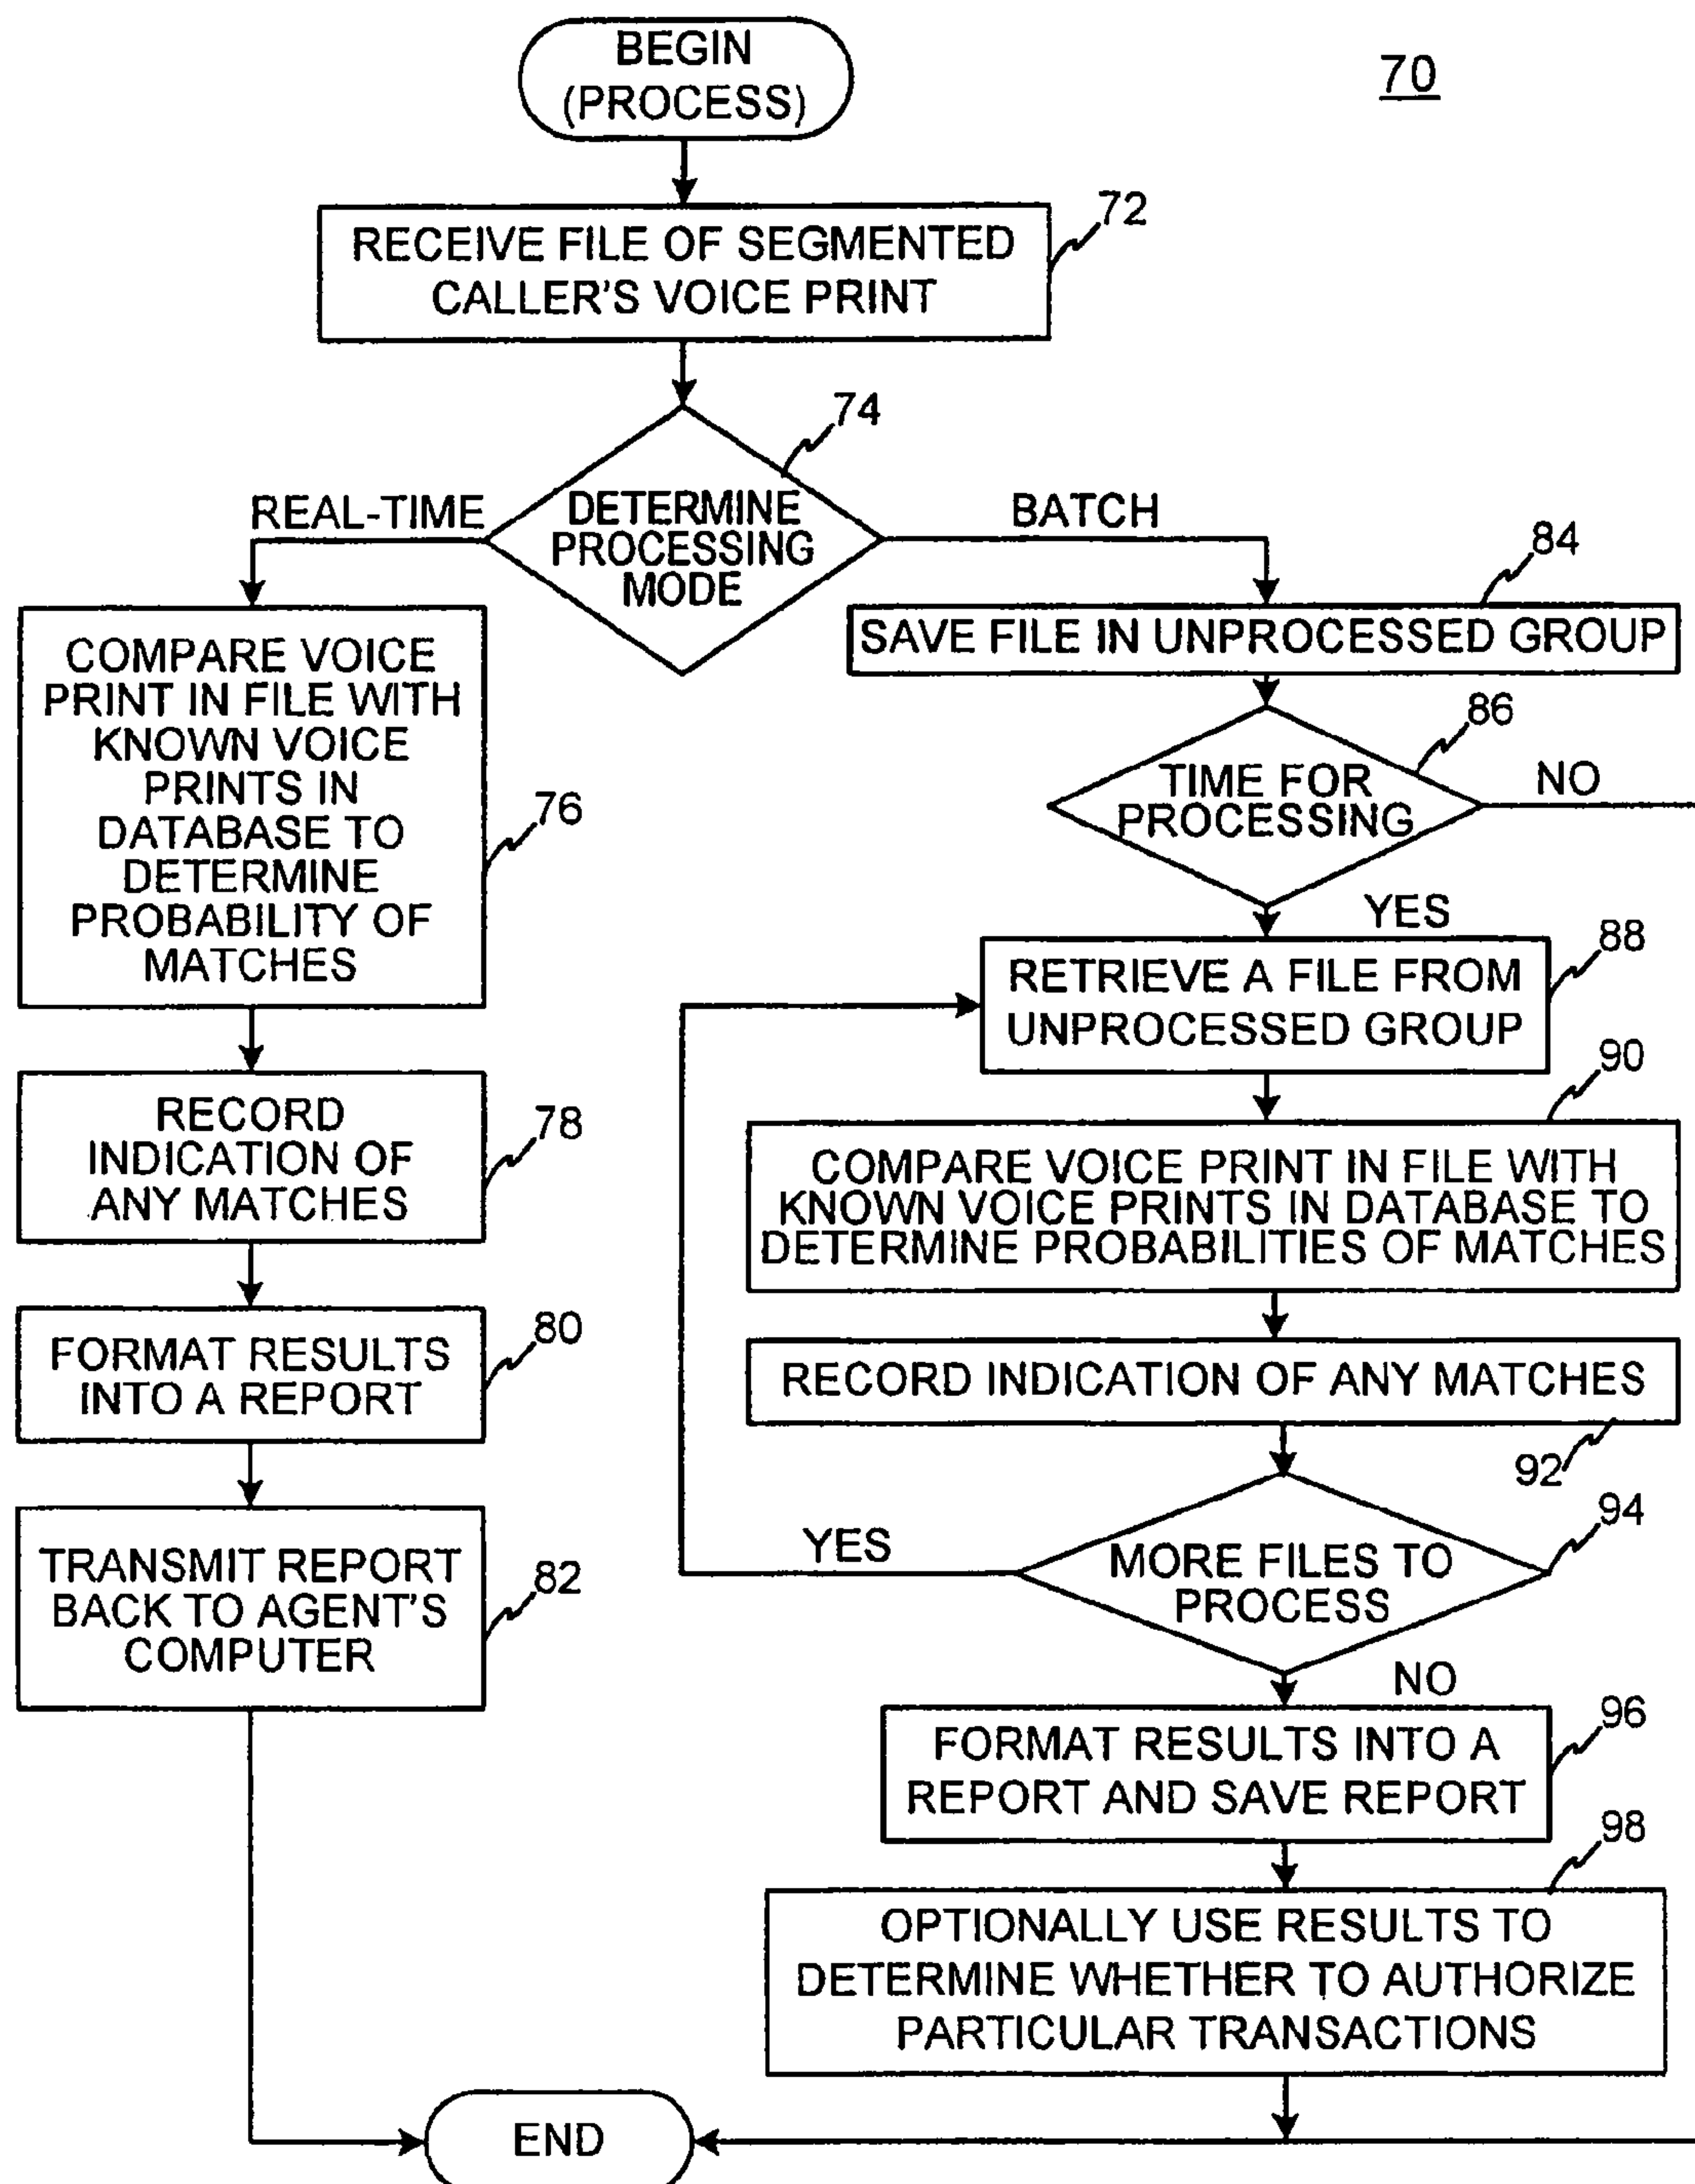 BEGIN
(PROCESS)
70
72
RECEIVE FILE OF SEGMENTED
CALLER'S VOICE PRINT
74
DETERMINE
PROCESSING
MODE
REAL-TIME
BATCH
COMPARE VOICE
PRINT IN FILE WITH
KNOWN VOICE
PRINTS IN
DATABASE TO
DETERMINE
PROBABILITY OF
MATCHES
76
RECORD
INDICATION OF
ANY MATCHES
78
FORMAT RESULTS
INTO A REPORT
80
TRANSMIT REPORT
BACK TO AGENT'S
COMPUTER
82
84
SAVE FILE IN UNPROCESSED GROUP
86
TIME FOR
PROCESSING
NO
YES
88
RETRIEVE A FILE FROM
UNPROCESSED GROUP
90
COMPARE VOICE PRINT IN FILE WITH
KNOWN VOICE PRINTS IN DATABASE TO
DETERMINE PROBABILITIES OF MATCHES
RECORD INDICATION OF ANY MATCHES
92
94
YES
MORE FILES TO
PROCESS
NO
96
FORMAT RESULTS INTO A
REPORT AND SAVE REPORT
98
OPTIONALLY USE RESULTS TO
DETERMINE WHETHER TO AUTHORIZE
PARTICULAR TRANSACTIONS
END